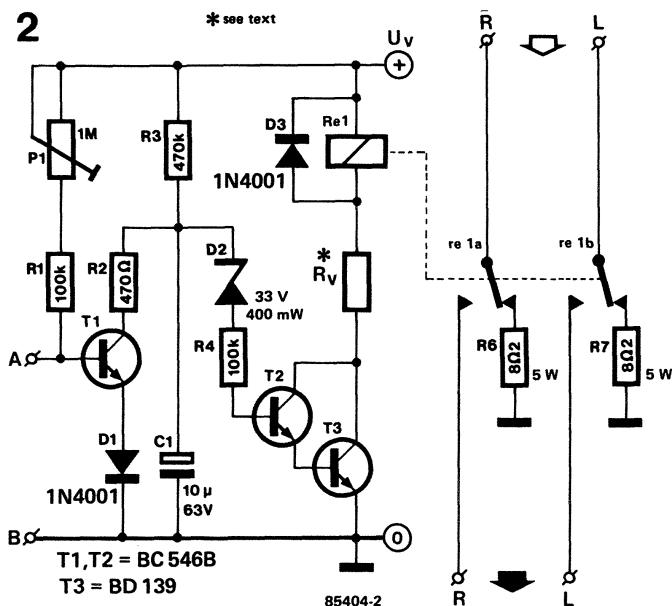 2
* see text
R
L
Uv
+
1M
P1
R3
470k
D3
Re1
1N4001
re 1a
re 1b
R1
100k
R2
470Ω
D2
33 V
400 mW
*
Rv
T1
A
R4
100k
T2
T3
R6
8Ω2
5 W
R7
8Ω2
5 W
D1
1N4001
C1
10 µ
63V
B
0
T1,T2 = BC 546B
T3 = BD 139
85404-2
R
L